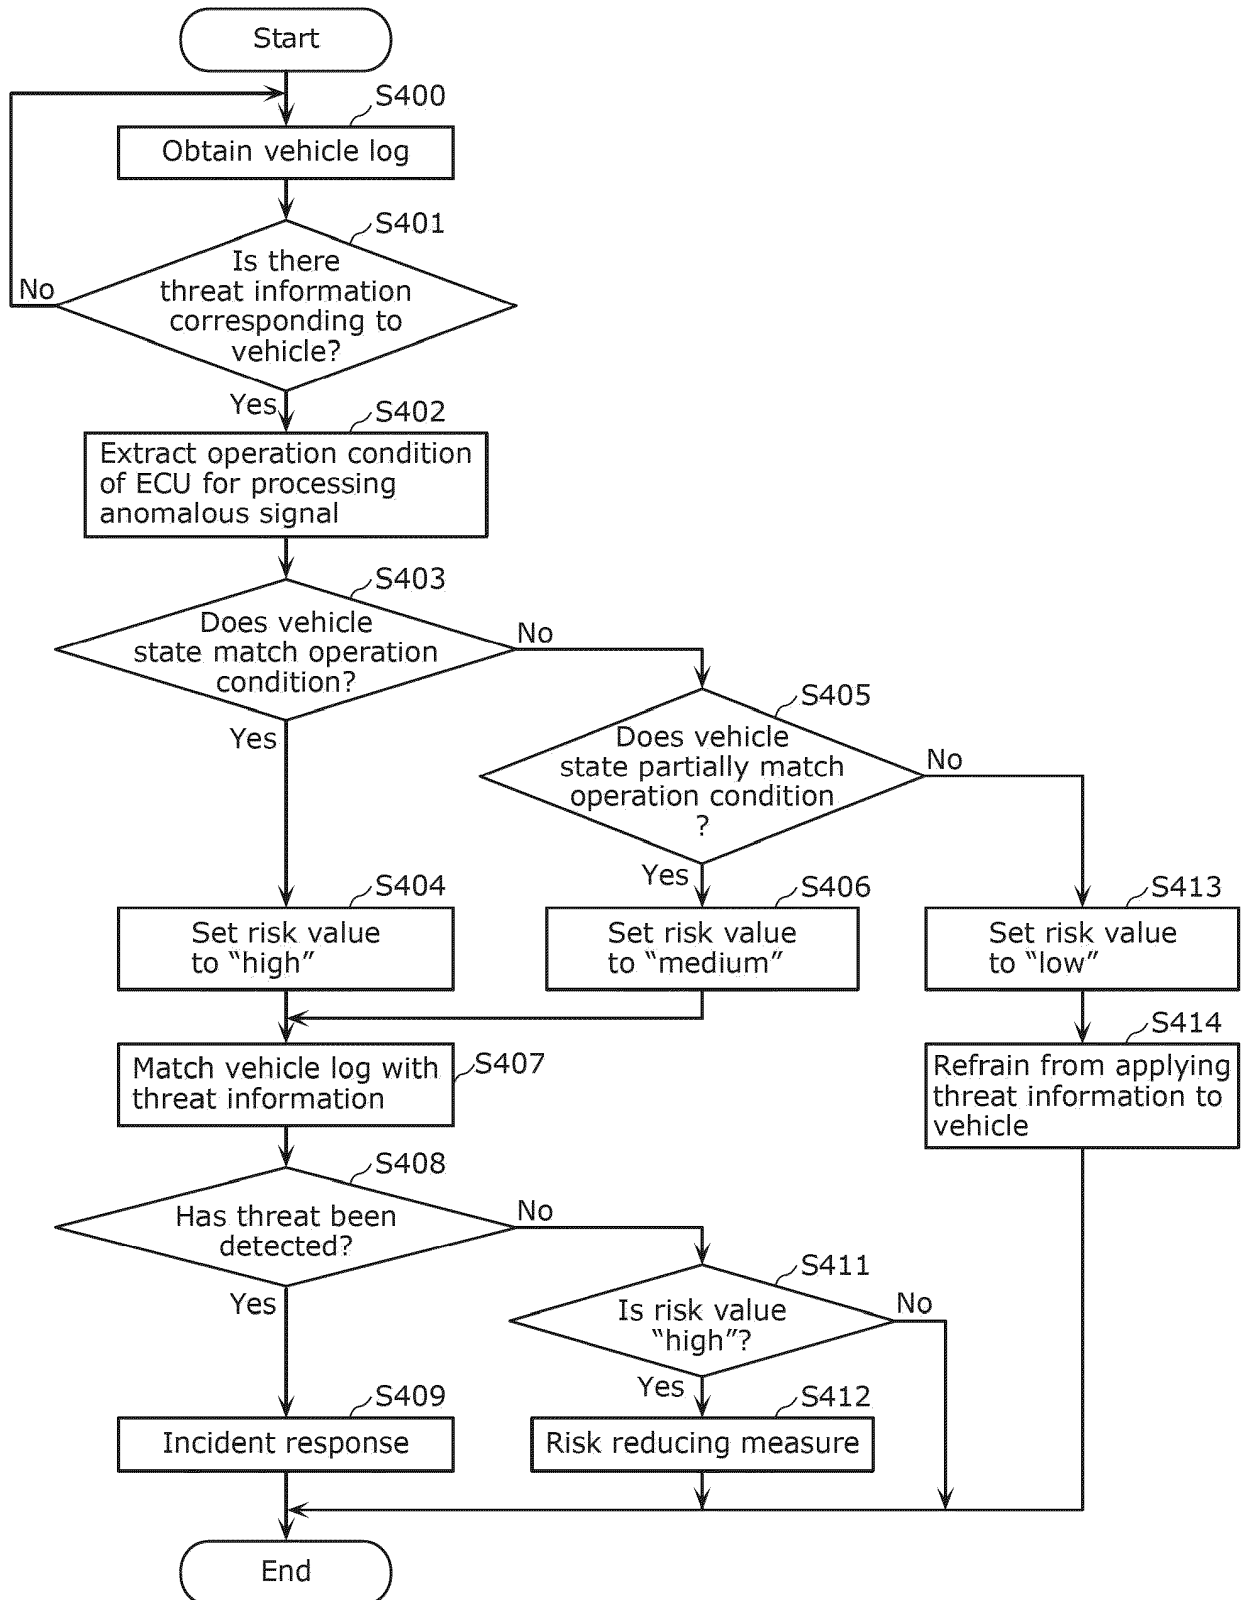 Start
S400
Obtain vehicle log
S401
Is there
threat information
corresponding to
vehicle?
No
Yes
S402
Extract operation condition
of ECU for processing
anomalous signal
S403
Does vehicle
state match operation
condition?
No
Yes
S405
Does vehicle
state partially match
operation condition
?
No
Yes
S404
Set risk value
to “high”
S406
Set risk value
to “medium”
S413
Set risk value
to “low”
S407
Match vehicle log with
threat information
S414
Refrain from applying
threat information to
vehicle
S408
Has threat been
detected?
No
Yes
S411
Is risk value
“high”?
No
Yes
S409
Incident response
S412
Risk reducing measure
End